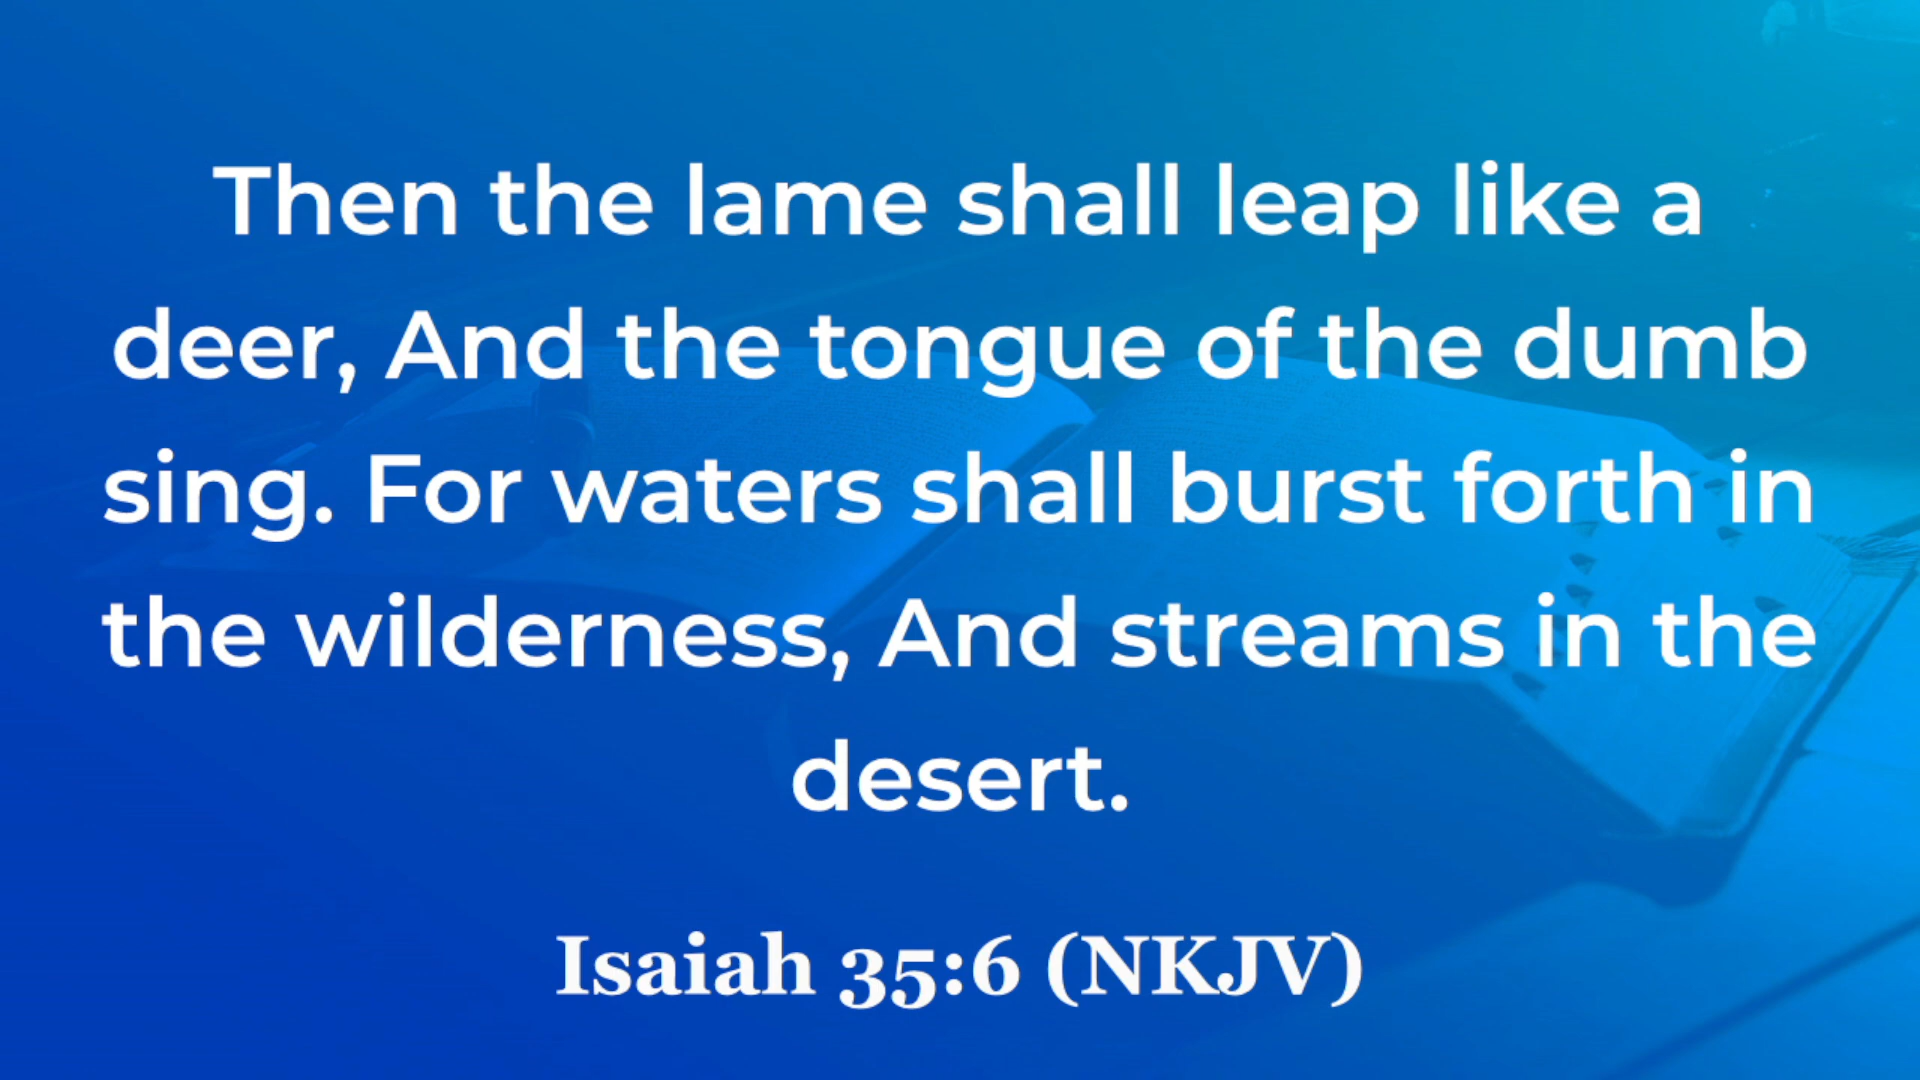 Then the lame shall leap like a
deer, And the tongue of the dumb
sing. For waters shall burst forth in
the wilderness, And streams in the
desert.
Isaiah 35:6 (NKJV)